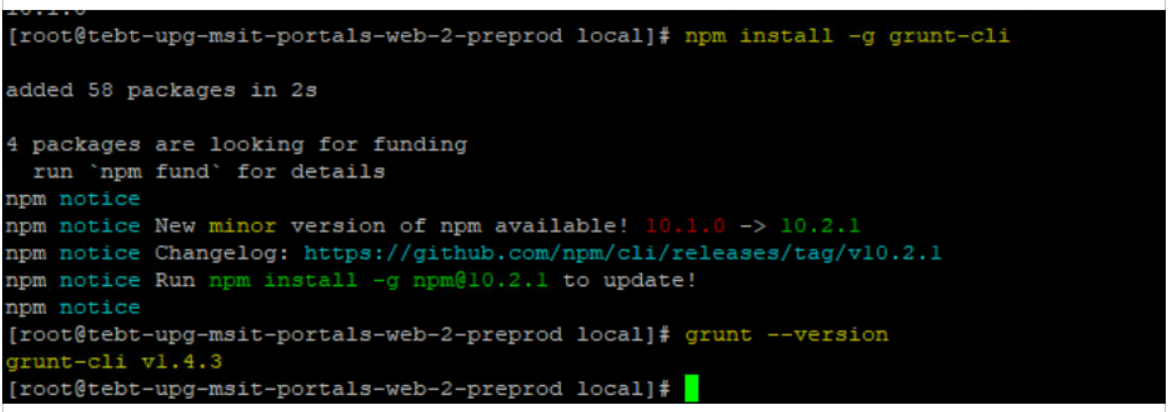 10.1.0
[root@tebt-upg-msit-portals-web-2-preprod local]# npm install -g grunt-cli
added 58 packages in 2s
4 packages are looking for funding
run `npm fund` for details
npm notice
npm notice New minor version of npm available! 10.1.0 -> 10.2.1
npm notice Changelog: https://github.com/npm/cli/releases/tag/v10.2.1
npm notice Run npm install -g npm@10.2.1 to update!
npm notice
[root@tebt-upg-msit-portals-web-2-preprod local]# grunt --version
grunt-cli v1.4.3
[root@tebt-upg-msit-portals-web-2-preprod local]#